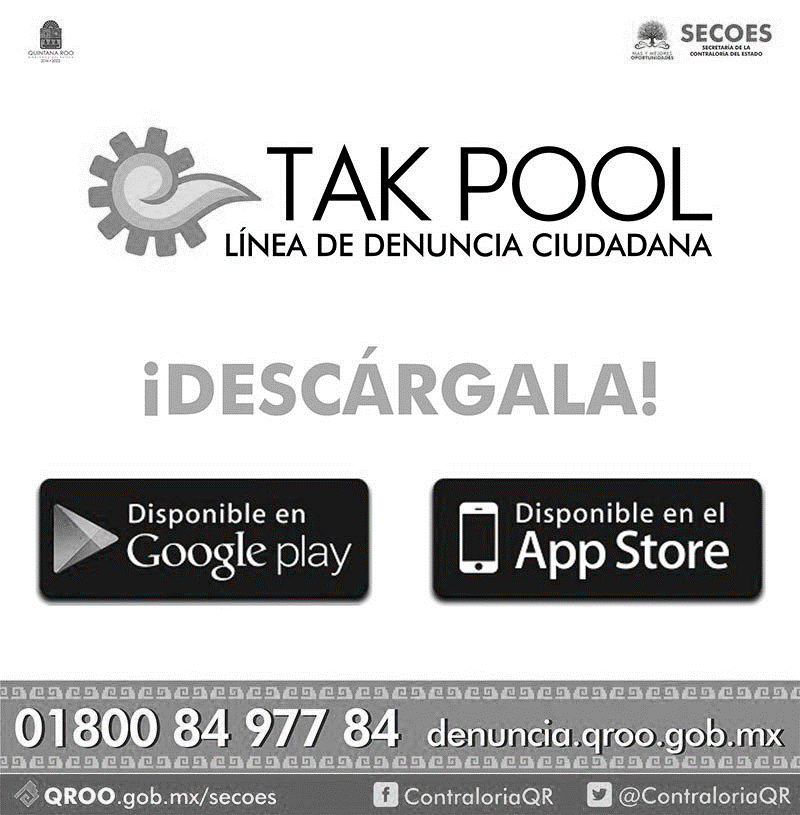 QUINTANA ROO
2016 • 2022
MÁS Y MEJORES
OPORTUNIDADES
SECOES
SECRETARÍA DE LA
CONTRALORÍA DEL ESTADO
TAK POOL
LÍNEA DE DENUNCIA CIUDADANA
¡DESCÁRGALA!
Disponible en
Google play
Disponible en el
App Store
01800 84 977 84
denuncia.qroo.gob.mx
QROO.gob.mx/secoes
ContraloriaQR
@ContraloriaQR